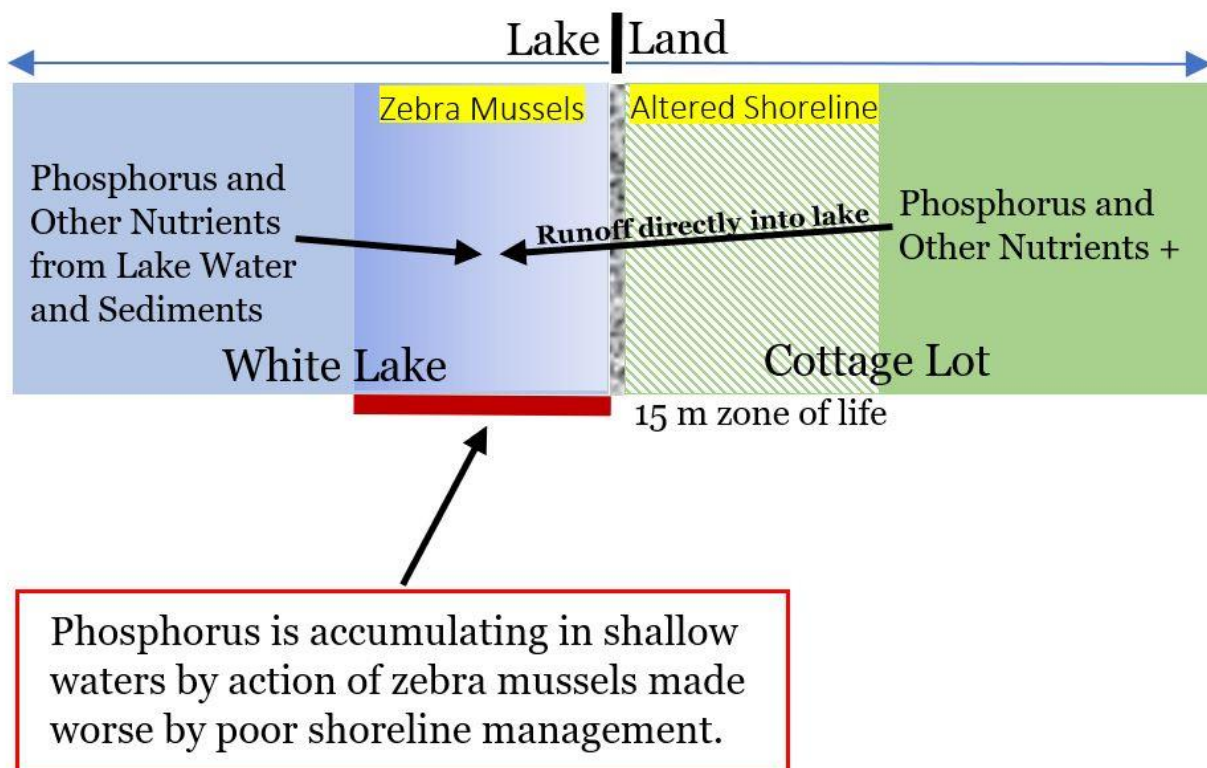 Lake Land
Zebra Mussels
Altered Shoreline
Phosphorus and
Other Nutrients
from Lake Water
and Sediments
Runoff directly into lake
Phosphorus and
Other Nutrients +
White Lake
Cottage Lot
15 m zone of life
Phosphorus is accumulating in shallow
waters by action of zebra mussels made
worse by poor shoreline management.